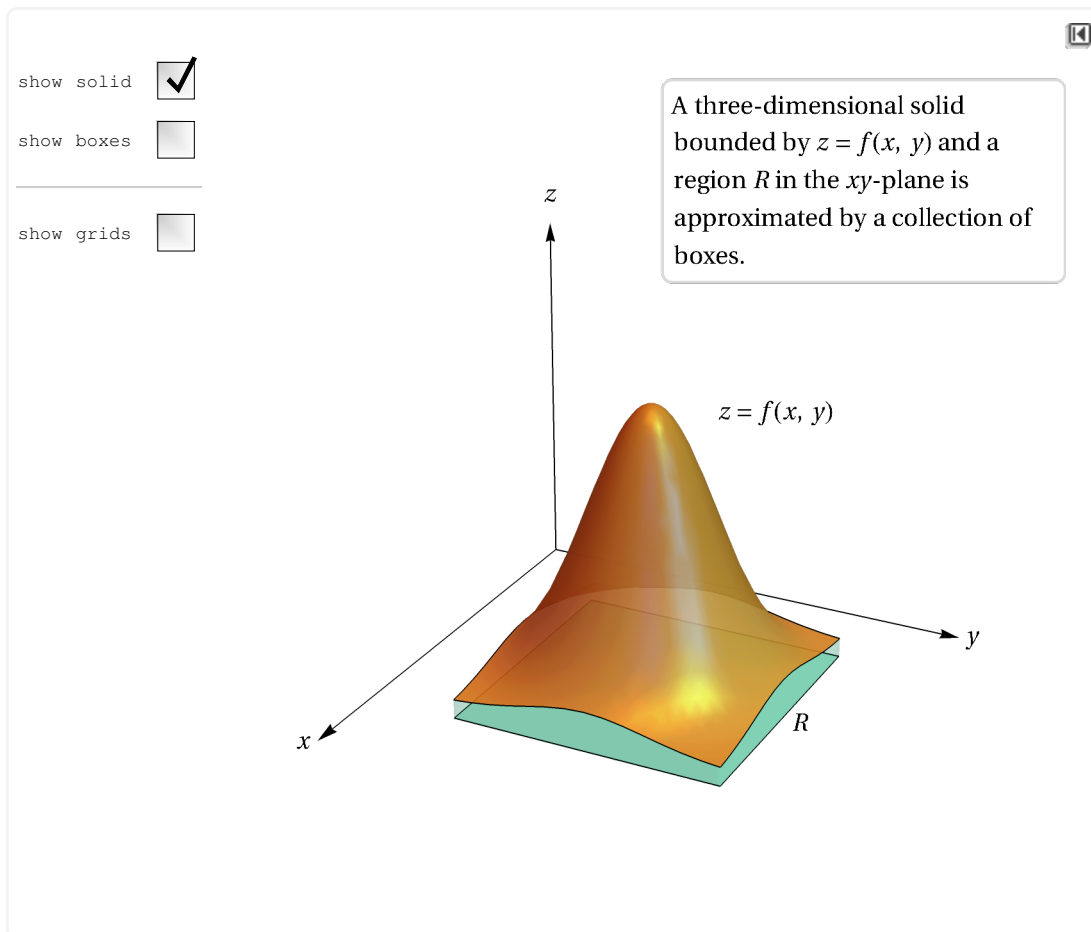 show solid
show boxes
show grids
A three-dimensional solid
bounded by z = f(x, y) and a
region R in the xy-plane is
approximated by a collection of
boxes.
z
z = f(x, y)
y
R
x